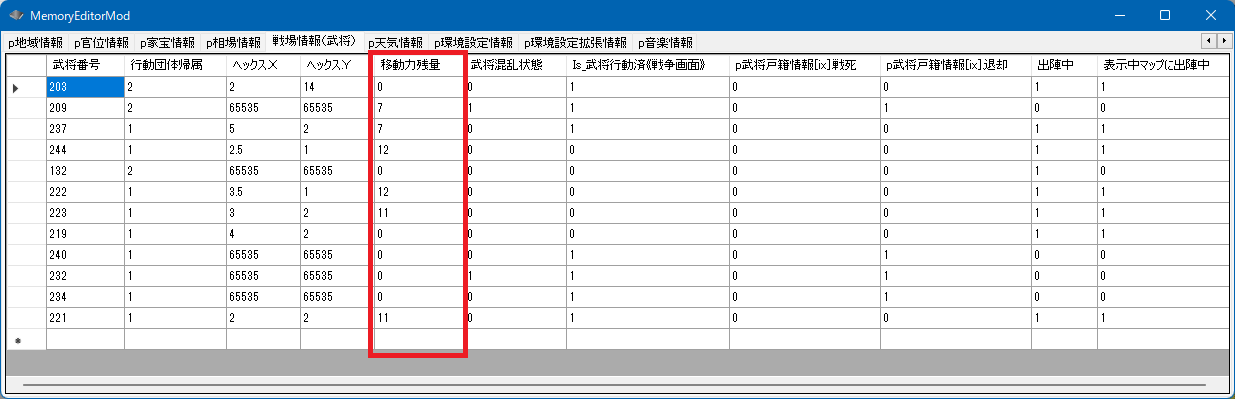 MemoryEditorMod
p地域情報 p官位情報 p家宝情報 p相場情報 戦場情報(武将) p天気情報 p環境設定情報 p環境設定拡張情報 p音楽情報
武将番号 行動団体帰属 ヘックスX ヘックスY 移動力残量 武将混乱状態 Is_武将行動済《戦争画面》 p武将戸籍情報[ix].戦死 p武将戸籍情報[ix].退却 出陣中 表示中マップに出陣中
203 2 2 14 0 0 1 0 0 1 1
209 2 65535 65535 7 1 1 0 1 0 0
237 1 5 2 7 0 1 0 0 1 1
244 1 2.5 1 12 0 0 0 0 1 1
132 2 65535 65535 0 0 0 0 0 1 0
222 1 3.5 1 12 0 0 0 0 1 1
223 1 3 2 11 0 0 0 0 1 1
219 1 4 2 0 0 0 0 0 1 1
240 1 65535 65535 0 0 1 0 1 0 0
232 1 65535 65535 0 1 1 0 1 0 0
234 1 65535 65535 0 0 1 0 1 0 0
221 1 2 2 11 0 1 0 0 1 1